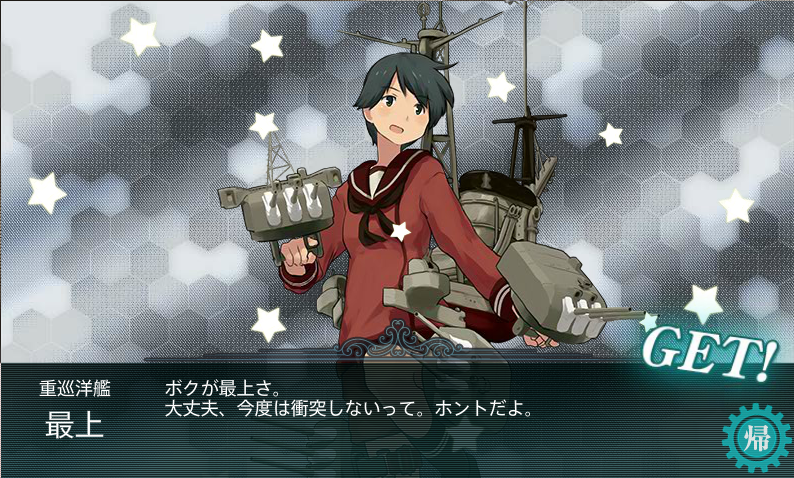 GET!
重巡洋艦
最上
ボクが最上さ。
大丈夫、今度は衝突しないって。ホントだよ。
帰